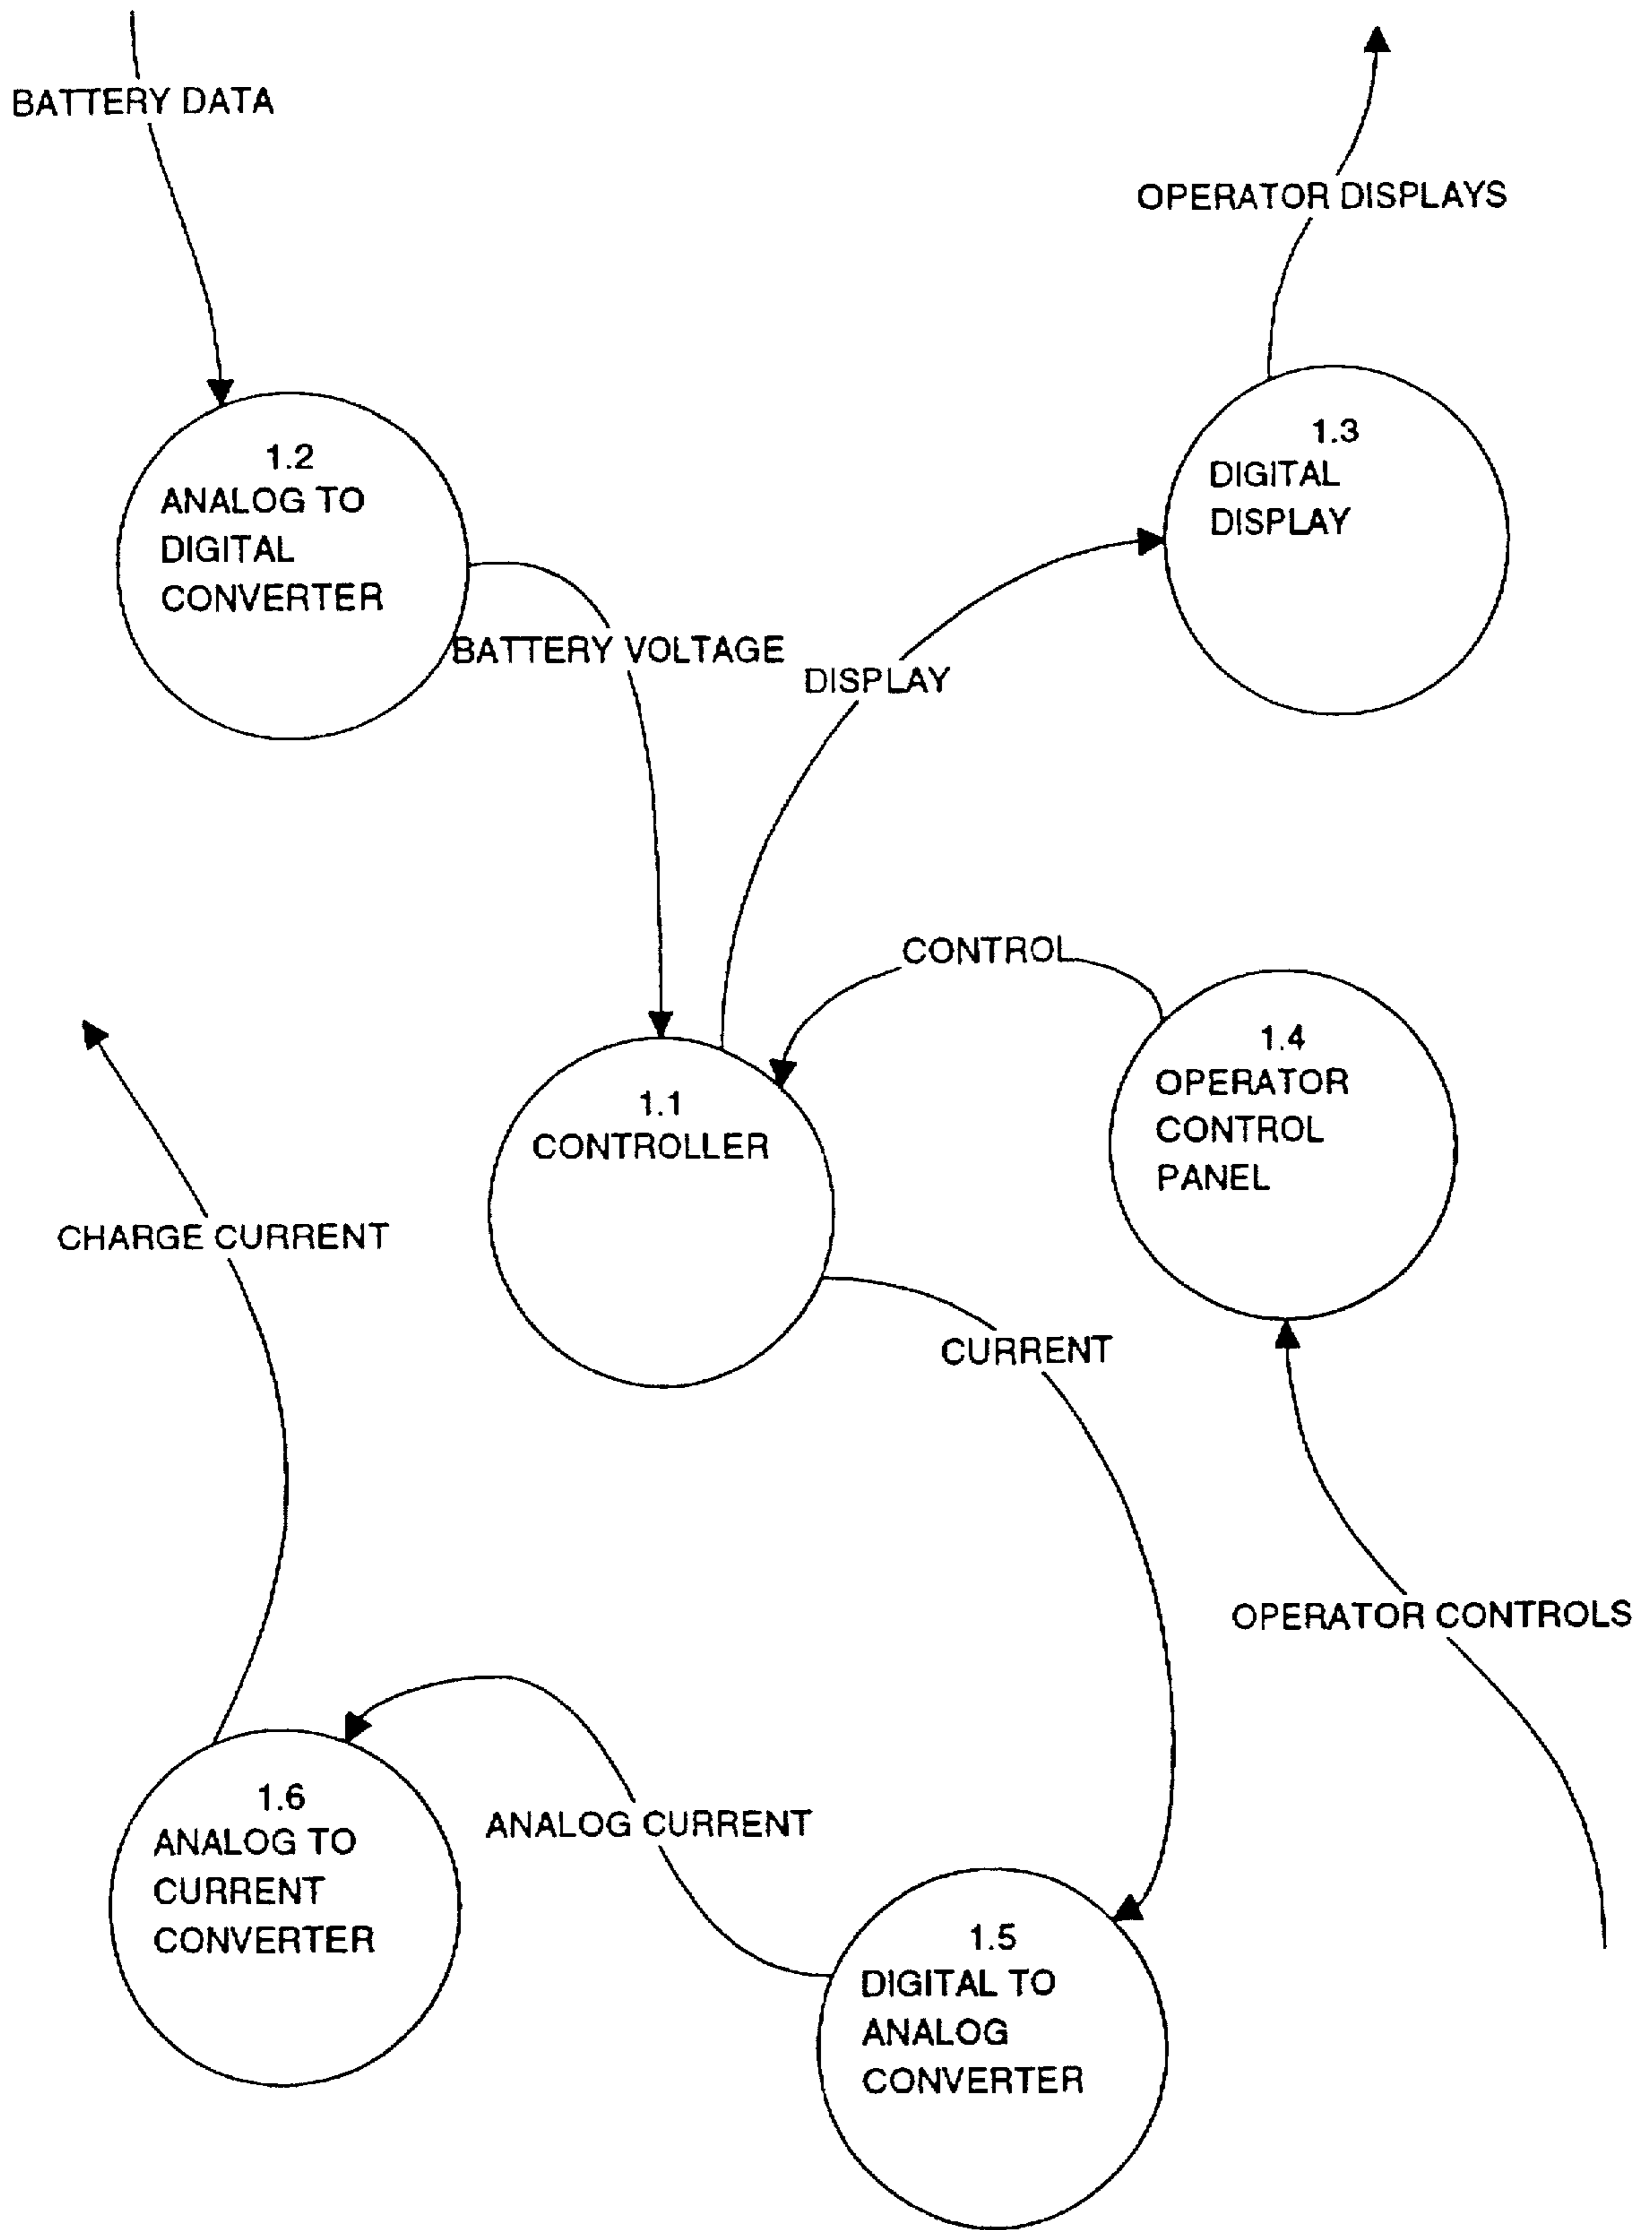 BATTERY DATA
OPERATOR DISPLAYS
1.2
ANALOG TO
DIGITAL
CONVERTER
1.3
DIGITAL
DISPLAY
BATTERY VOLTAGE
DISPLAY
CONTROL
1.1
CONTROLLER
1.4
OPERATOR
CONTROL
PANEL
CHARGE CURRENT
CURRENT
OPERATOR CONTROLS
1.6
ANALOG TO
CURRENT
CONVERTER
ANALOG CURRENT
1.5
DIGITAL TO
ANALOG
CONVERTER